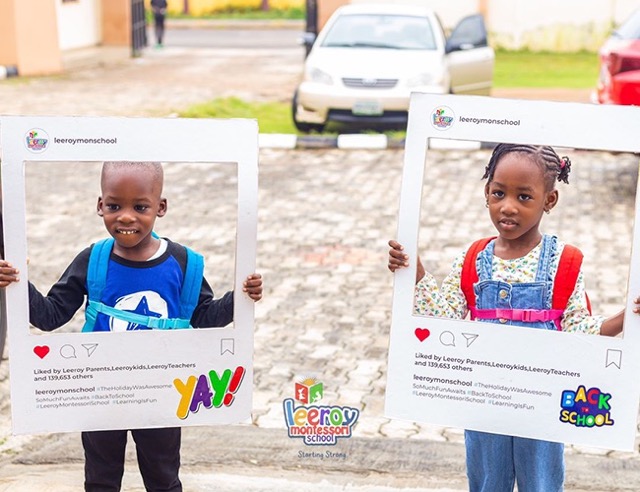 leeroymonschool
Liked by Leeroy Parents,Leeroykids,LeeroyTeachers
and 139,653 others
leeroymonschool #TheHolidayWasAwesome
SoMuchFunAwaits #BackToSchool
#LeeroyMontessoriSchool #LearningIsFun
YAY!
leeroymonschool
Liked by Leeroy Parents,Leeroykids,LeeroyTeachers
and 139,653 others
leeroymonschool #TheHolidayWasAwesome
SoMuchFunAwaits #BackToSchool
#LeeroyMontessoriSchool #LearningIsFun
BACK
TO
SCHOOL
Leeroy
montessori
school
Starting Strong